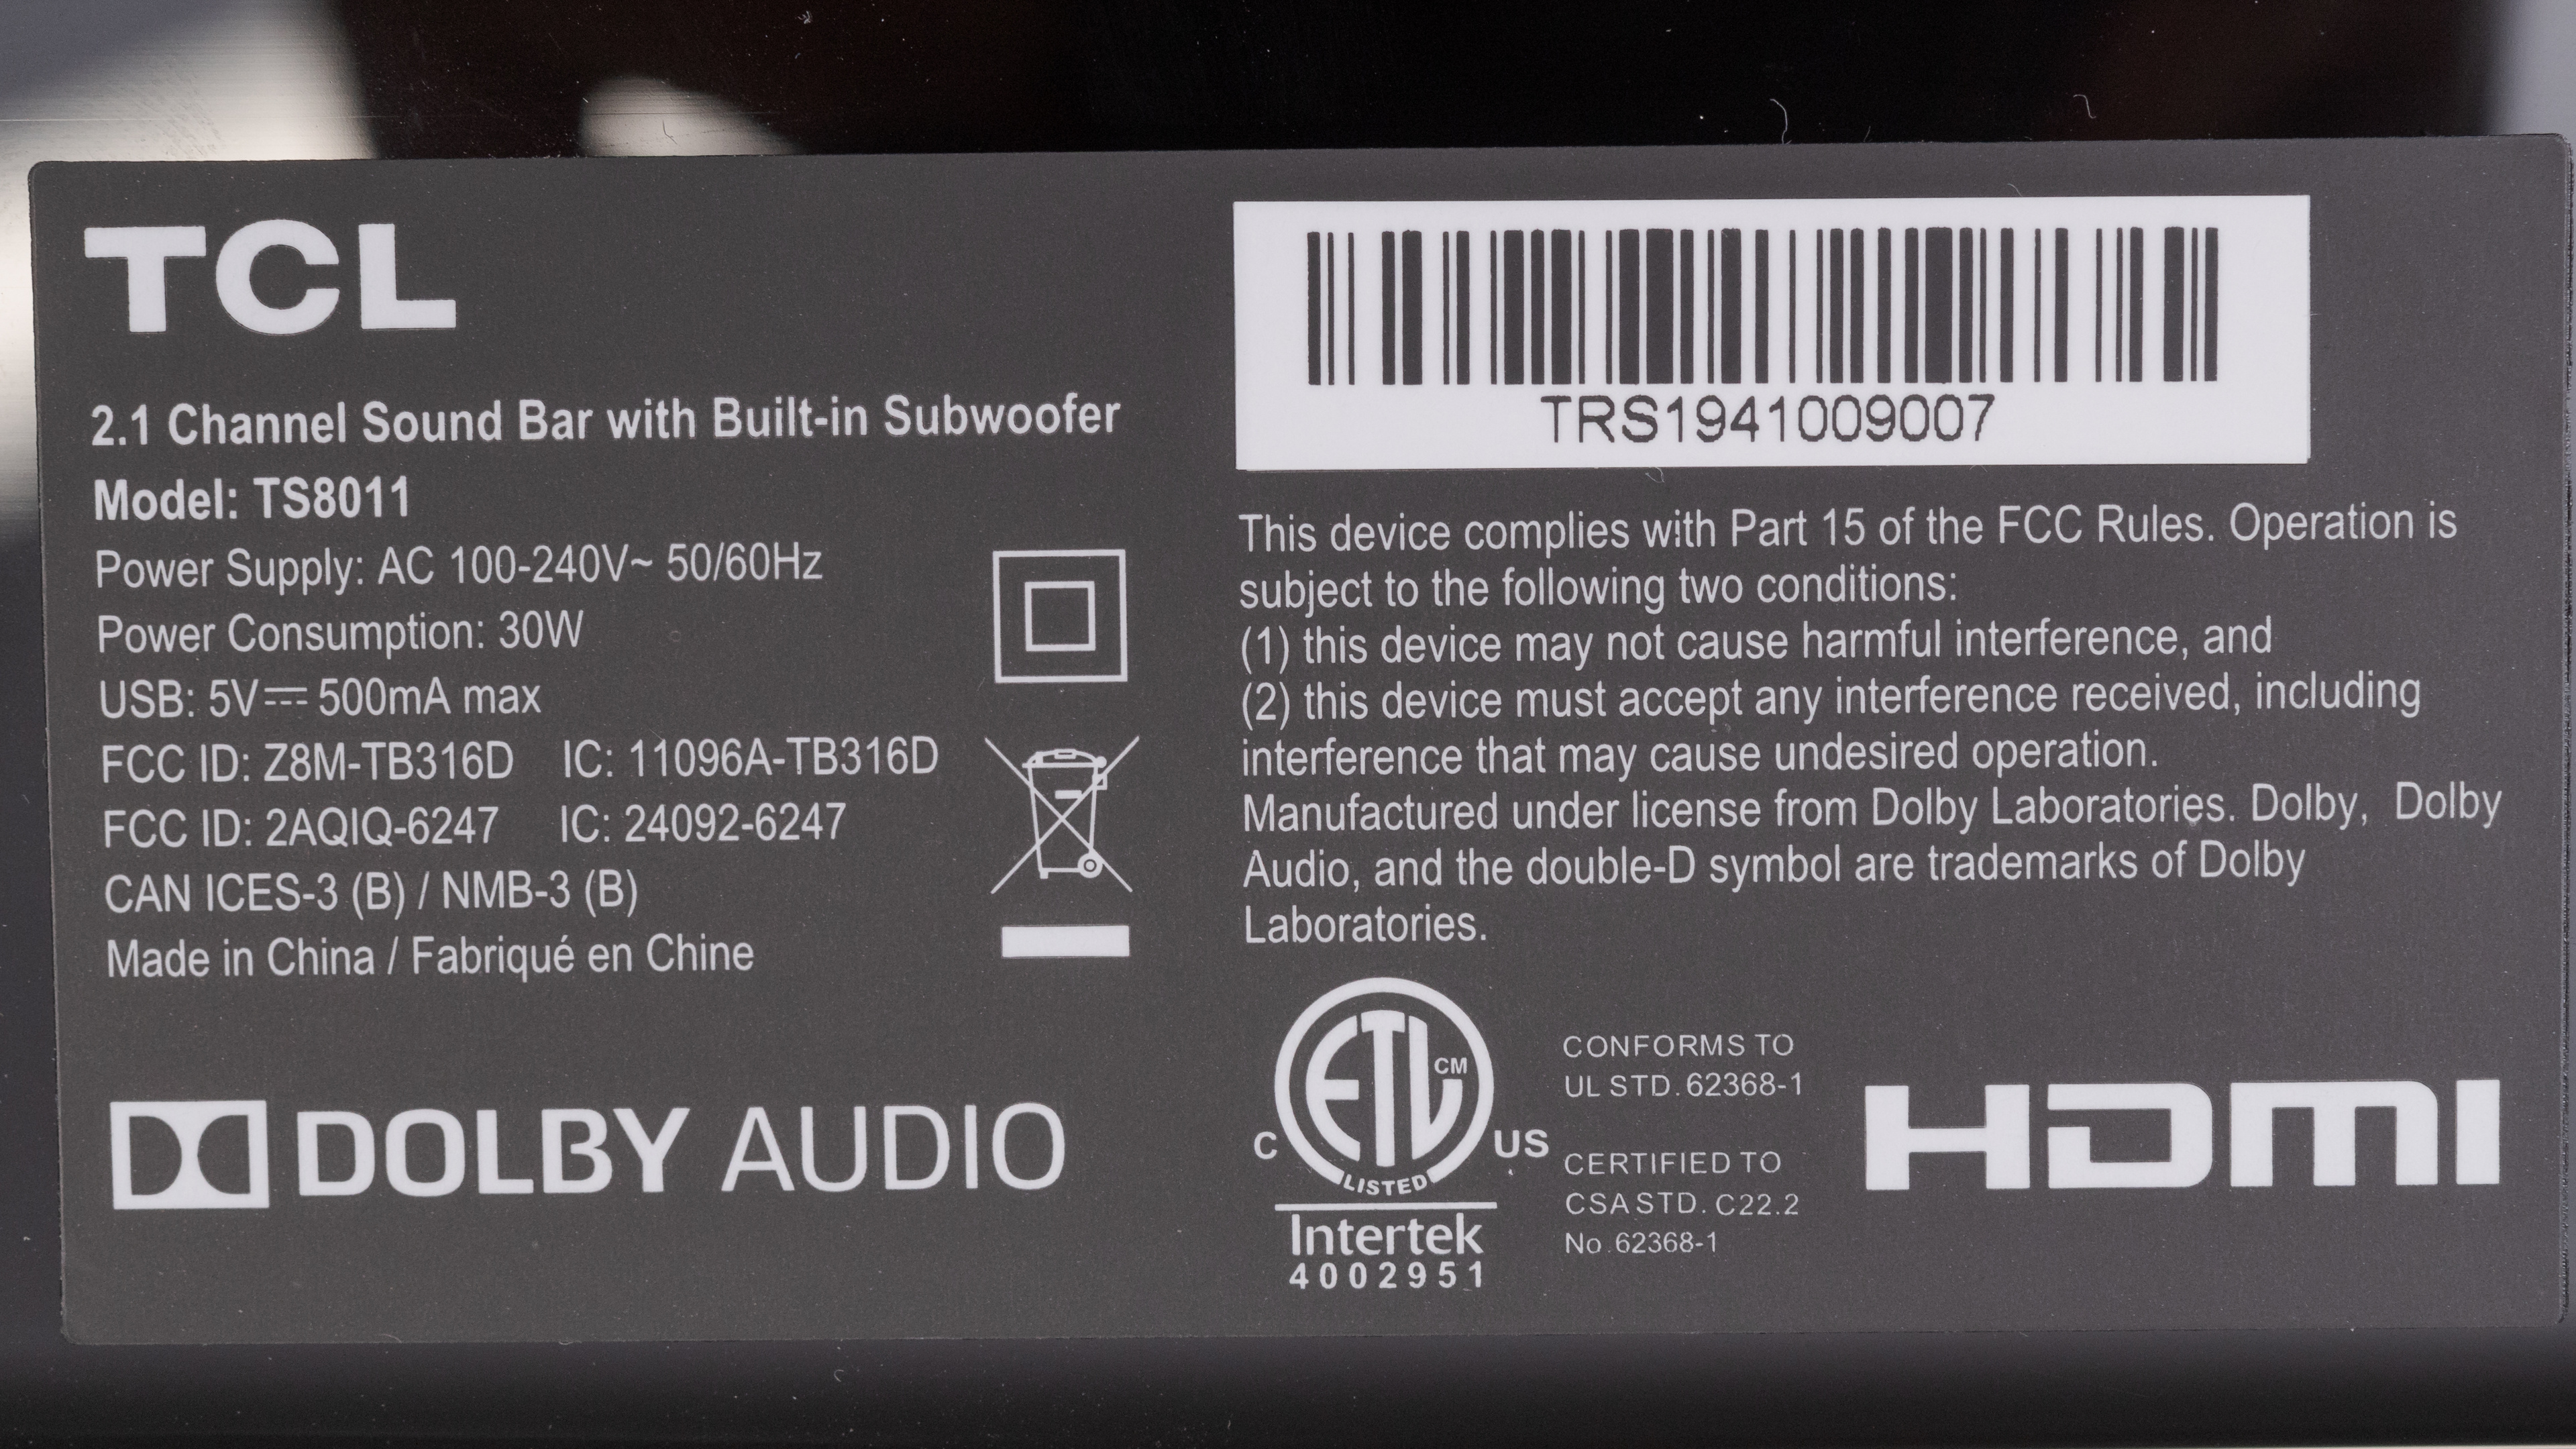 TCL
2.1 Channel Sound Bar with Built-in Subwoofer
Model: TS8011
Power Supply: AC 100-240V~ 50/60Hz
Power Consumption: 30W
USB: 5V⎓500mA max
FCC ID: Z8M-TB316D IC: 11096A-TB316D
FCC ID: 2AQIQ-6247 IC: 24092-6247
CAN ICES-3 (B) / NMB-3 (B)
Made in China / Fabriqué en Chine
DOLBY AUDIO
TRS1941009007
This device complies with Part 15 of the FCC Rules. Operation is
subject to the following two conditions:
(1) this device may not cause harmful interference, and
(2) this device must accept any interference received, including
interference that may cause undesired operation.
Manufactured under license from Dolby Laboratories. Dolby, Dolby
Audio, and the double-D symbol are trademarks of Dolby
Laboratories.
ETL CM
C US
LISTED
Intertek
4002951
CONFORMS TO
UL STD. 62368-1
CERTIFIED TO
CSA STD. C22.2
No.62368-1
HDMI